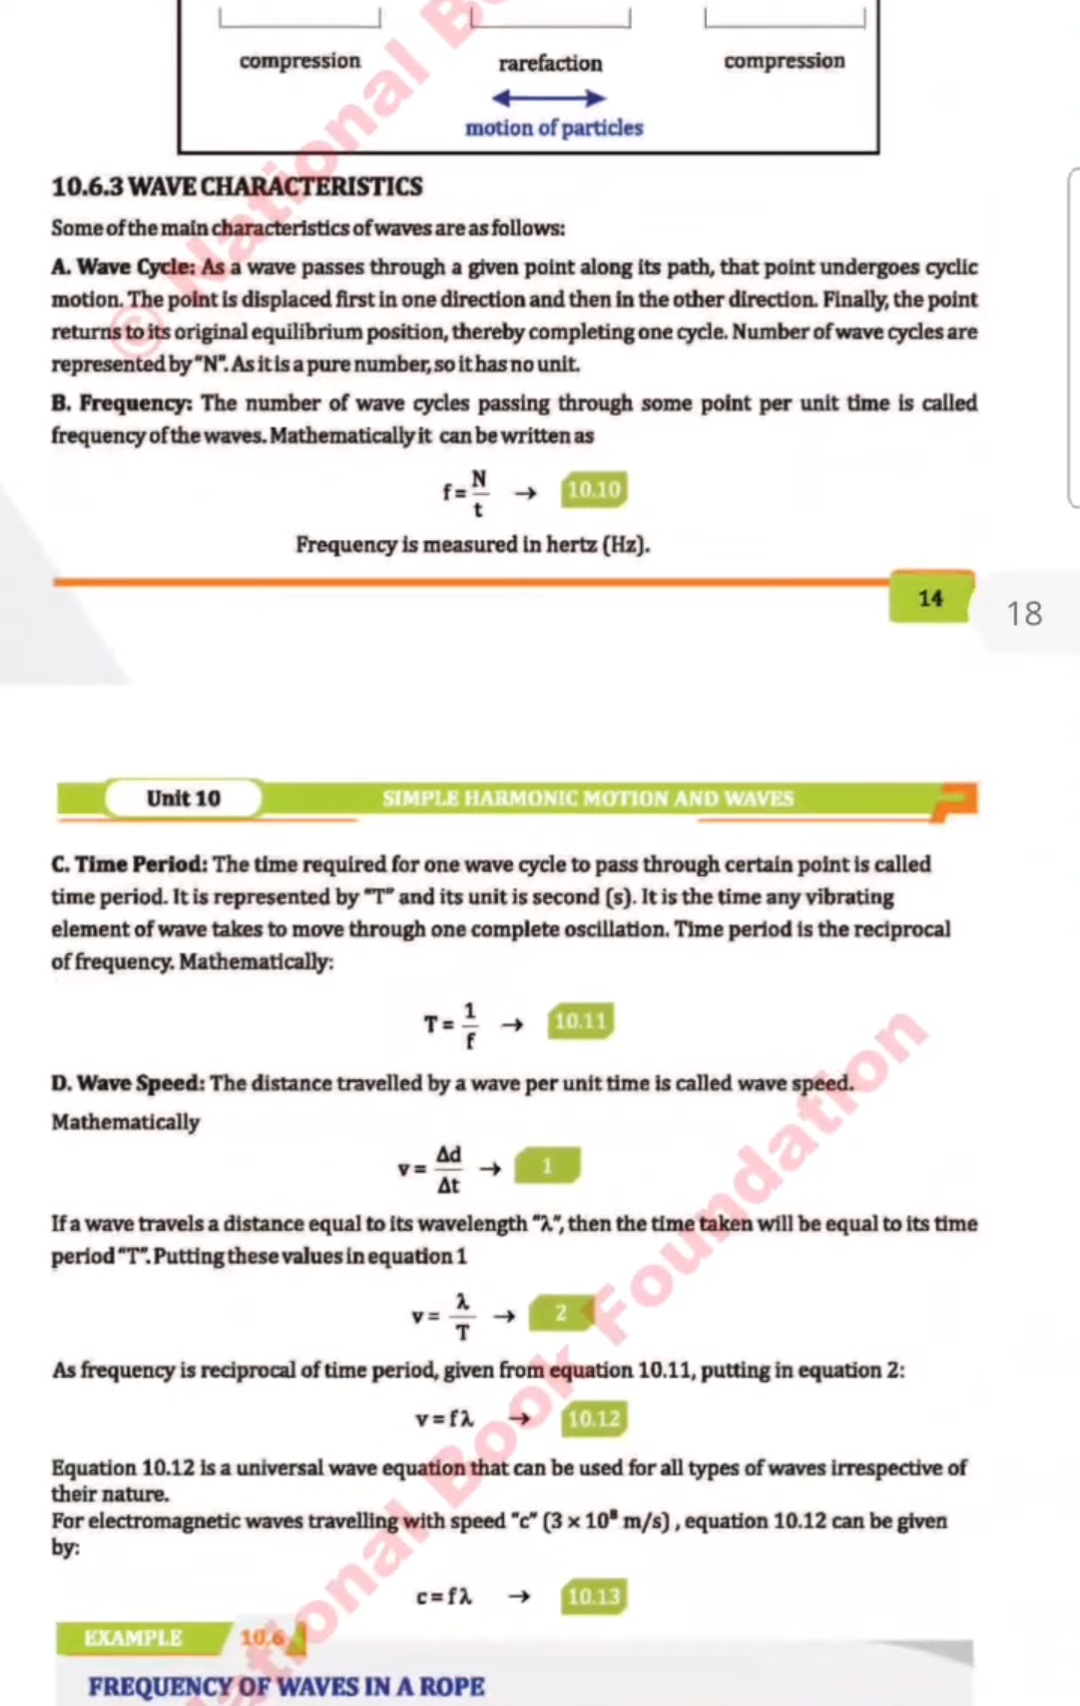 compression rarefaction compression
motion of particles
10.6.3 WAVE CHARACTERISTICS
Some of the main characteristics of waves are as follows:
A. Wave Cycle: As a wave passes through a given point along its path, that point undergoes cyclic
motion. The point is displaced first in one direction and then in the other direction. Finally, the point
returns to its original equilibrium position, thereby completing one cycle. Number of wave cycles are
represented by "N". As it is a pure number, so it has no unit.
B. Frequency: The number of wave cycles passing through some point per unit time is called
frequency of the waves. Mathematically it can be written as
f = N/t → 10.10
Frequency is measured in hertz (Hz).
14
18
Unit 10 SIMPLE HARMONIC MOTION AND WAVES
C. Time Period: The time required for one wave cycle to pass through certain point is called
time period. It is represented by "T" and its unit is second (s). It is the time any vibrating
element of wave takes to move through one complete oscillation. Time period is the reciprocal
of frequency. Mathematically:
T = 1/f → 10.11
D. Wave Speed: The distance travelled by a wave per unit time is called wave speed.
Mathematically
v = Δd/Δt → 1
If a wave travels a distance equal to its wavelength "λ", then the time taken will be equal to its time
period "T". Putting these values in equation 1
v = λ/T → 2
As frequency is reciprocal of time period, given from equation 10.11, putting in equation 2:
v = fλ → 10.12
Equation 10.12 is a universal wave equation that can be used for all types of waves irrespective of
their nature.
For electromagnetic waves travelling with speed "c" (3 × 10⁸ m/s), equation 10.12 can be given
by:
c = fλ → 10.13
EXAMPLE 10.6
FREQUENCY OF WAVES IN A ROPE
© National B
ational Book Foundation